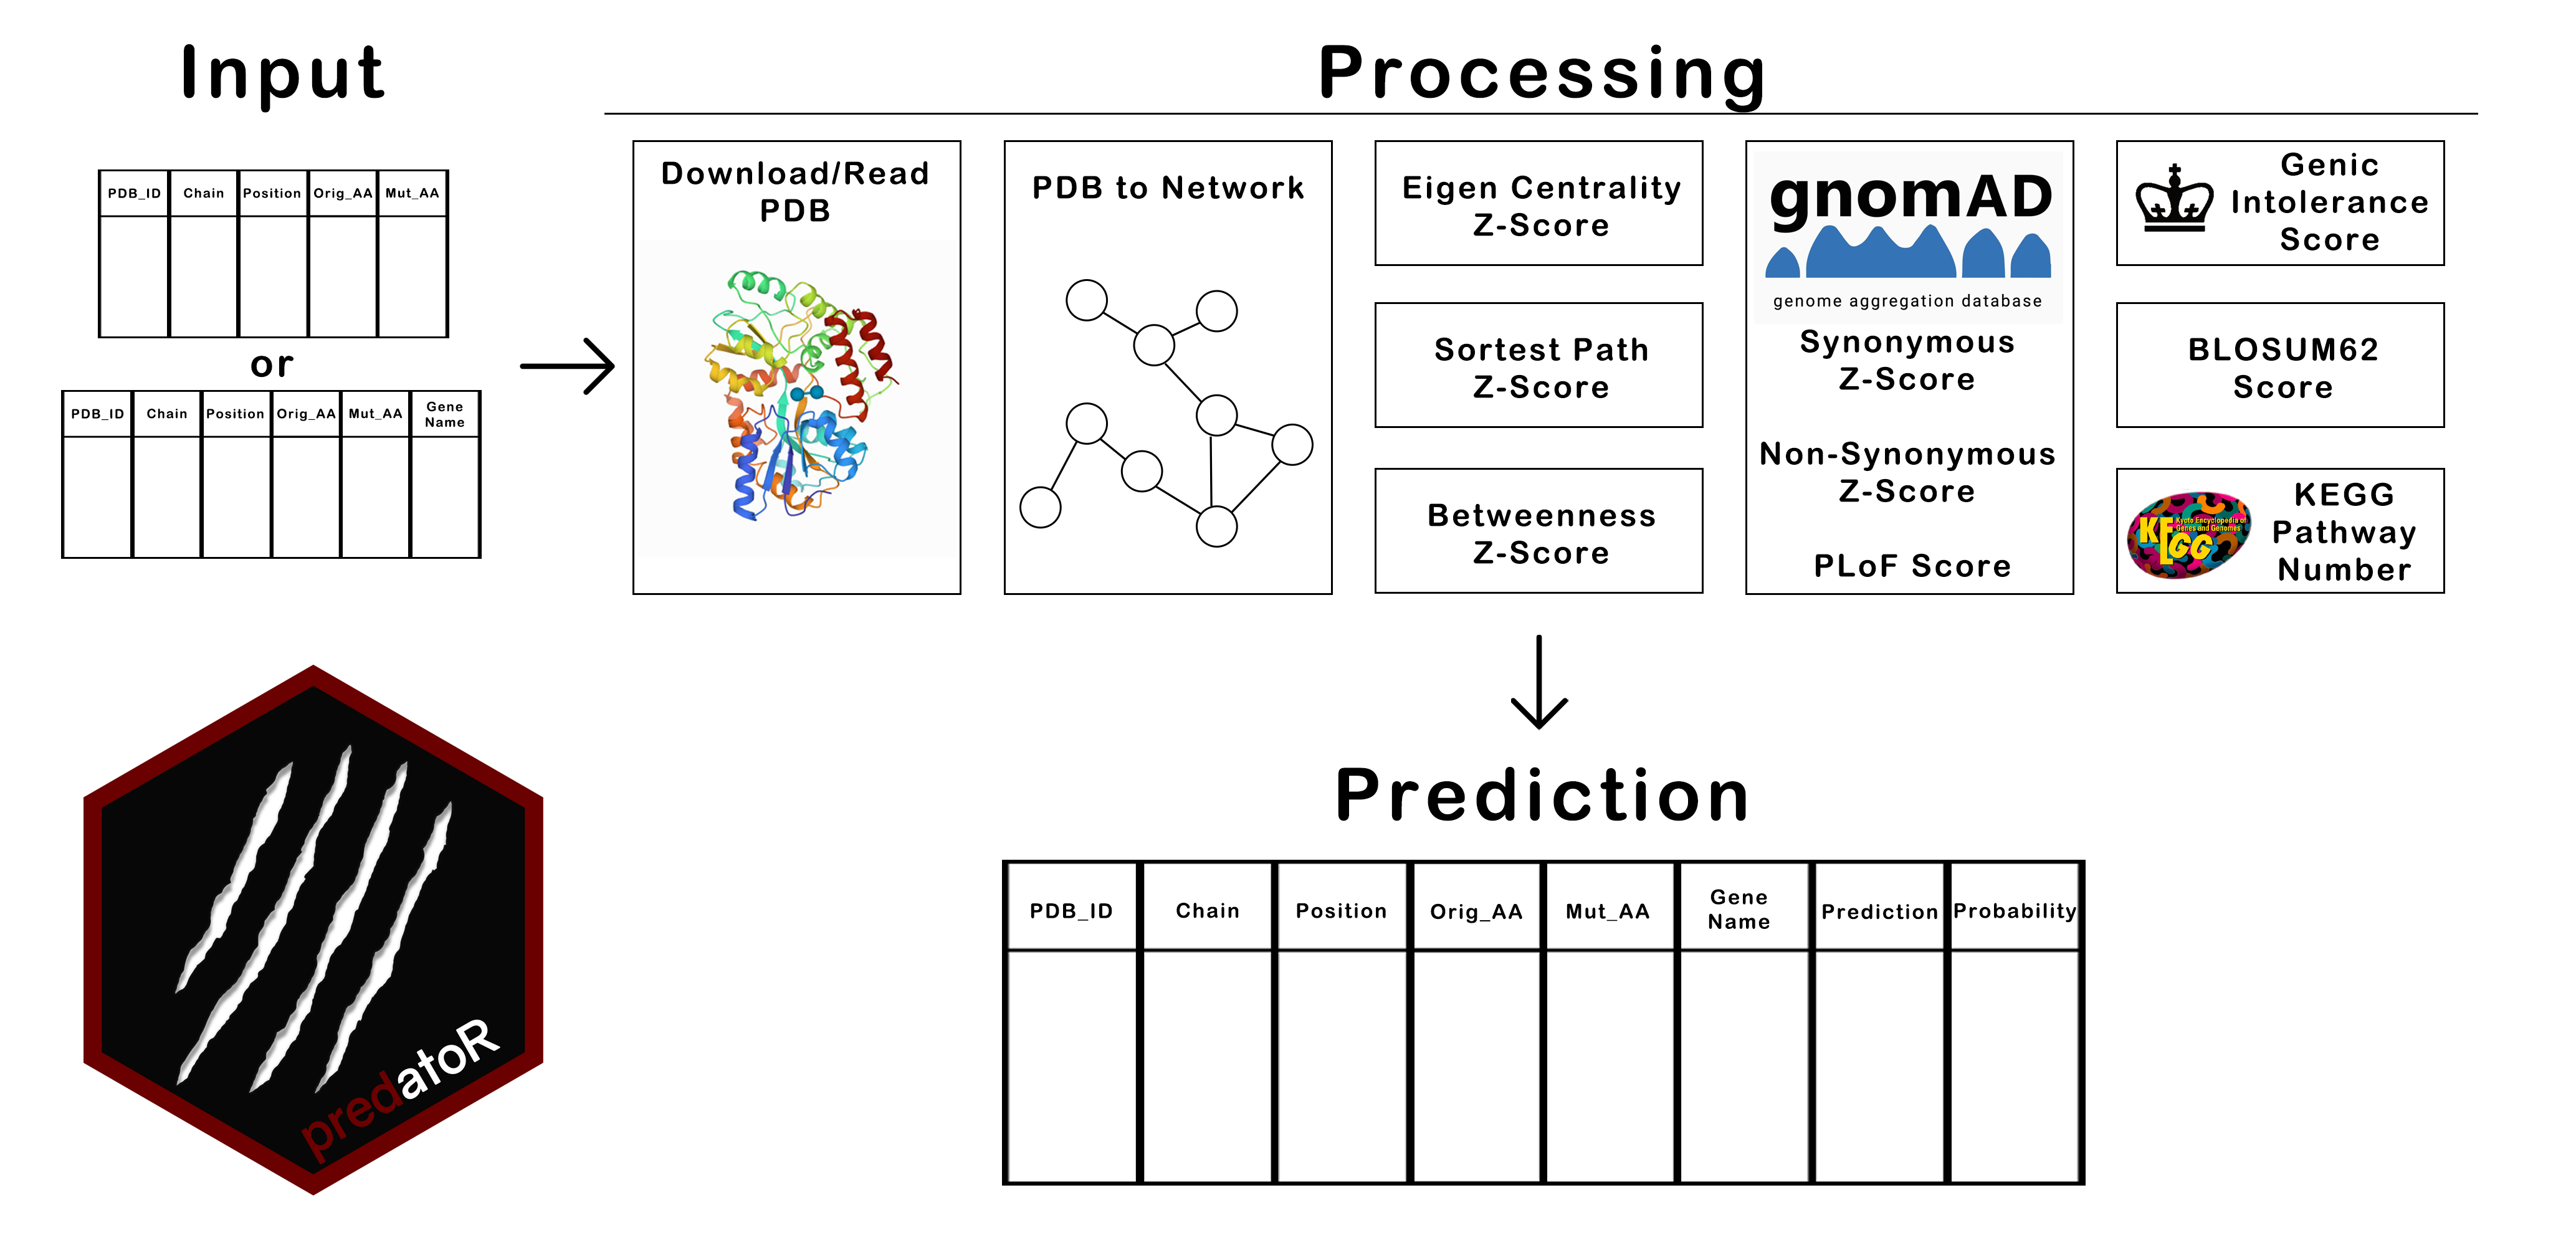 Input
PDB_ID Chain Position Orig_AA Mut_AA
or
PDB_ID Chain Position Orig_AA Mut_AA Gene
Name
Processing
Download/Read
PDB
PDB to Network
Eigen Centrality
Z-Score
Sortest Path
Z-Score
Betweenness
Z-Score
gnomAD
genome aggregation database
Synonymous
Z-Score
Non-Synonymous
Z-Score
PLoF Score
Genic
Intolerance
Score
BLOSUM62
Score
KEGG
Kyoto Encyclopedia of
Genes and Genomes
KEGG
Pathway
Number
Prediction
PDB_ID Chain Position Orig_AA Mut_AA Gene
Name Prediction Probability
predatoR